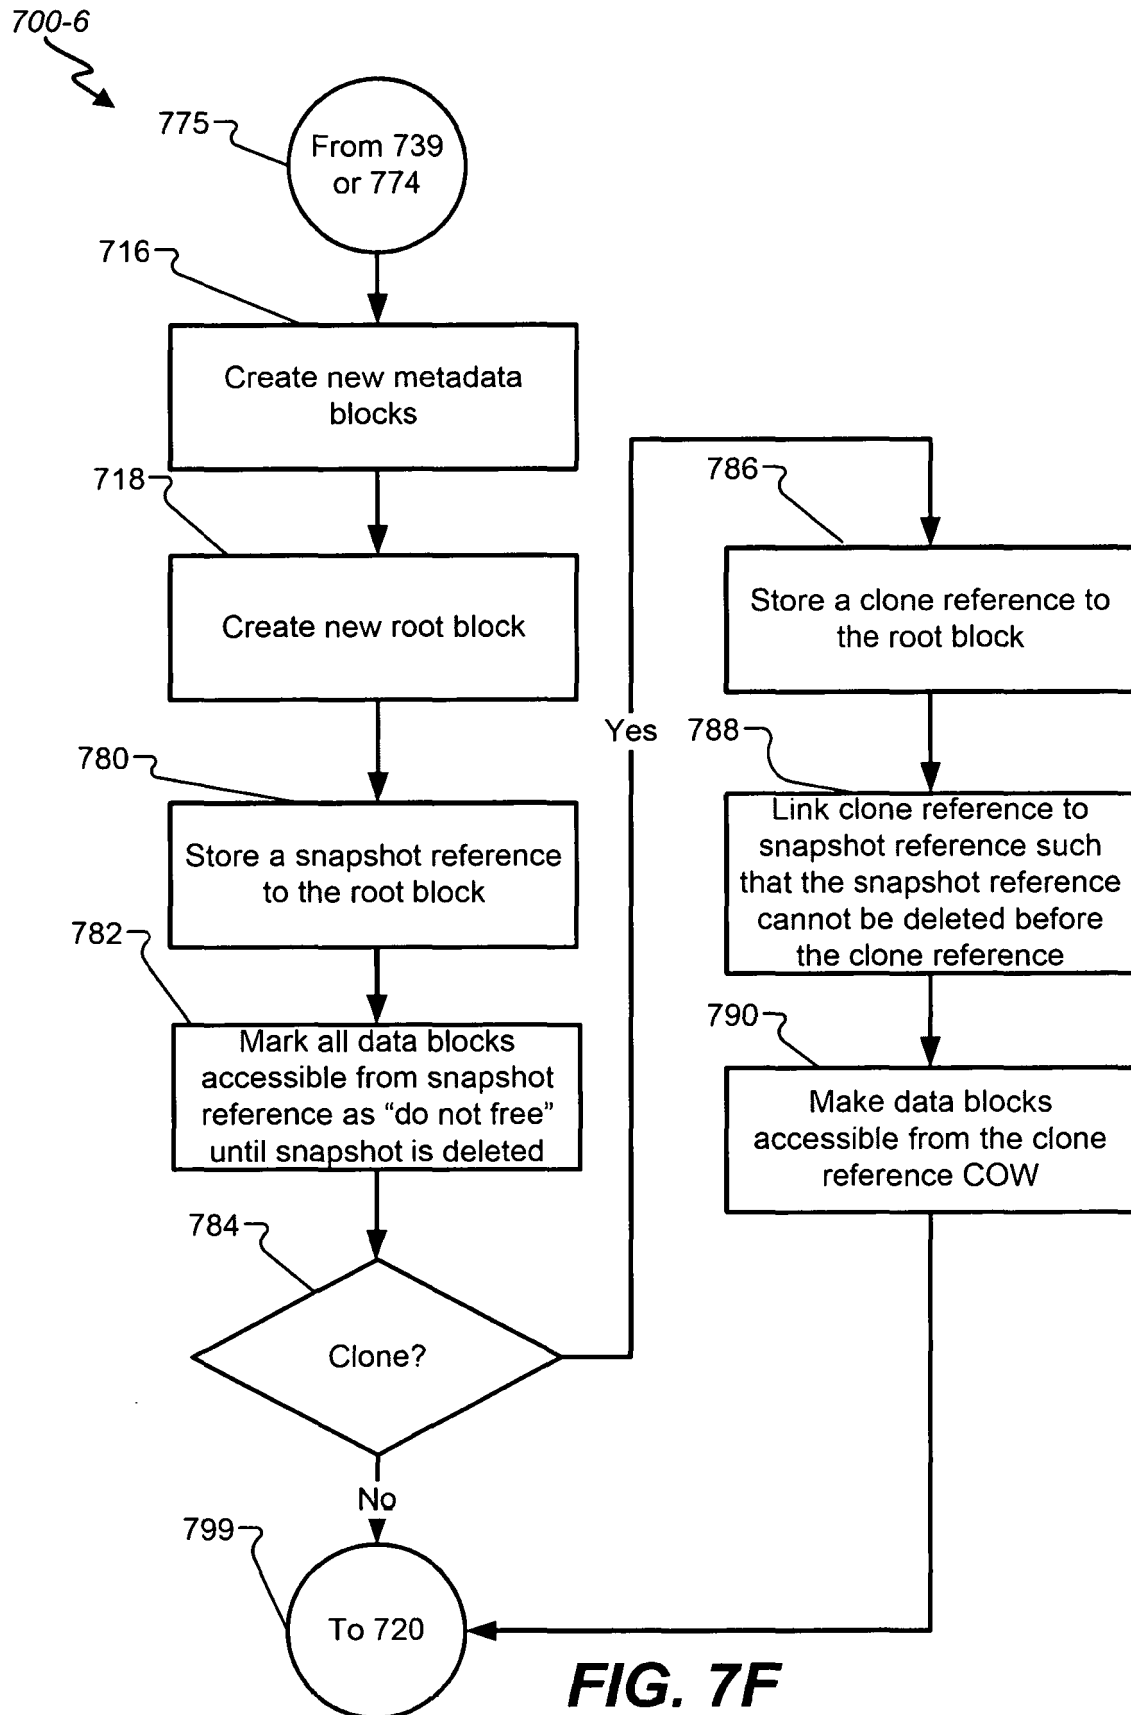 700-6
775
From 739
or 774
716
Create new metadata
blocks
718
Create new root block
780
Store a snapshot reference
to the root block
782
Mark all data blocks
accessible from snapshot
reference as “do not free”
until snapshot is deleted
784
Clone?
Yes
No
786
Store a clone reference to
the root block
788
Link clone reference to
snapshot reference such
that the snapshot reference
cannot be deleted before
the clone reference
790
Make data blocks
accessible from the clone
reference COW
799
To 720
FIG. 7F